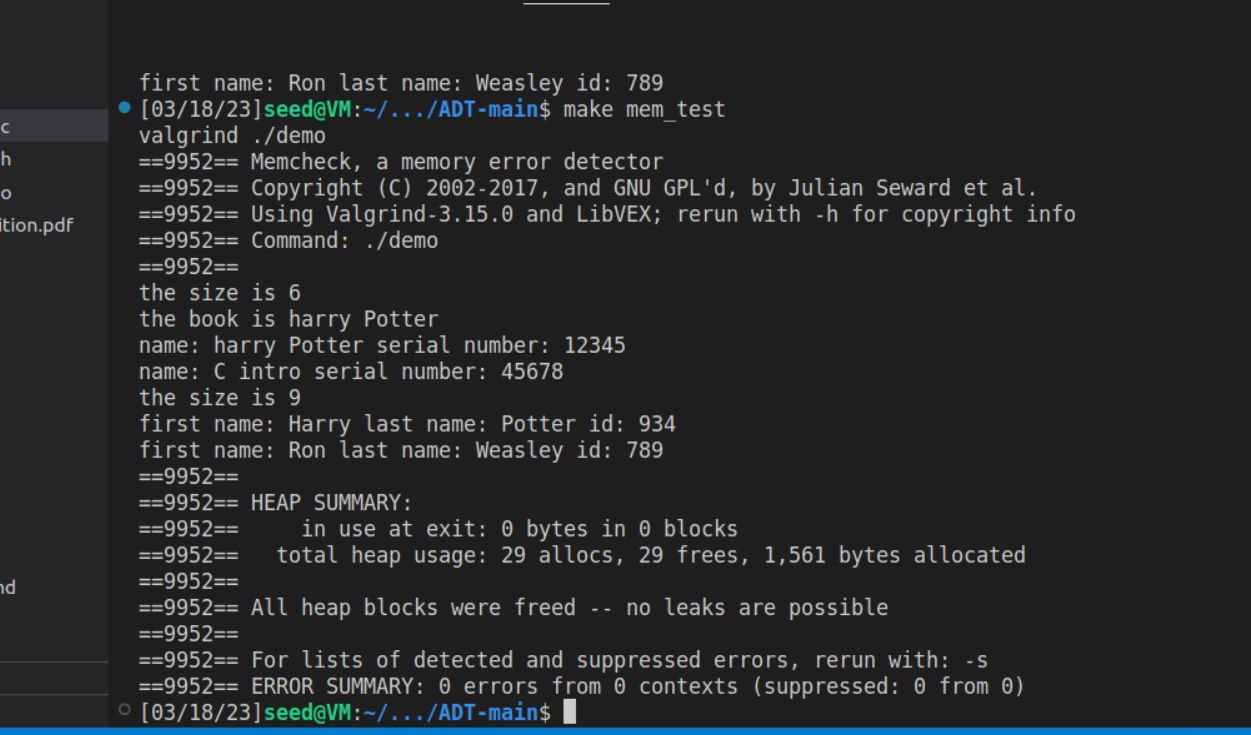 first name: Ron last name: Weasley id: 789
[03/18/23]seed@VM:~/.../ADT-main$ make mem_test
c
valgrind ./demo
h
==9952== Memcheck, a memory error detector
==9952== Copyright (C) 2002-2017, and GNU GPL'd, by Julian Seward et al.
o
==9952== Using Valgrind-3.15.0 and LibVEX; rerun with -h for copyright info
ition.pdf
==9952== Command: ./demo
==9952==
the size is 6
the book is harry Potter
name: harry Potter serial number: 12345
name: C intro serial number: 45678
the size is 9
first name: Harry last name: Potter id: 934
first name: Ron last name: Weasley id: 789
==9952==
==9952== HEAP SUMMARY:
==9952==     in use at exit: 0 bytes in 0 blocks
==9952==   total heap usage: 29 allocs, 29 frees, 1,561 bytes allocated
==9952==
nd
==9952== All heap blocks were freed -- no leaks are possible
==9952==
==9952== For lists of detected and suppressed errors, rerun with: -s
==9952== ERROR SUMMARY: 0 errors from 0 contexts (suppressed: 0 from 0)
[03/18/23]seed@VM:~/.../ADT-main$